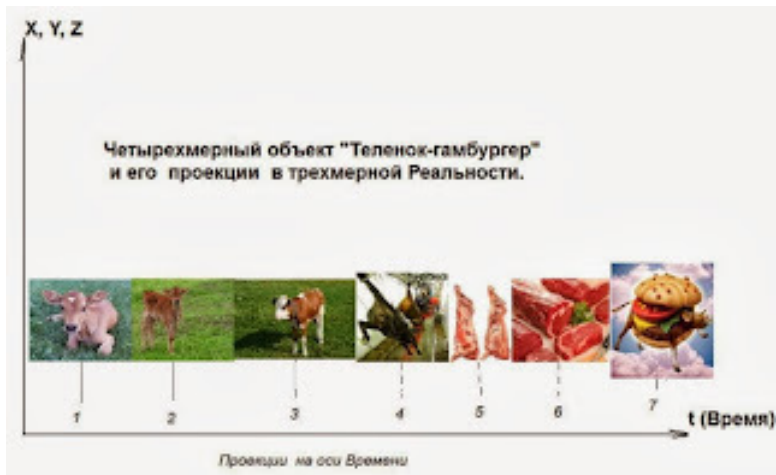 X, Y, Z
Четырехмерный объект "Теленок-гамбургер"
и его проекции в трехмерной Реальности.
1 2 3 4 5 6 7
t (Время)
Проекции на оси Времени